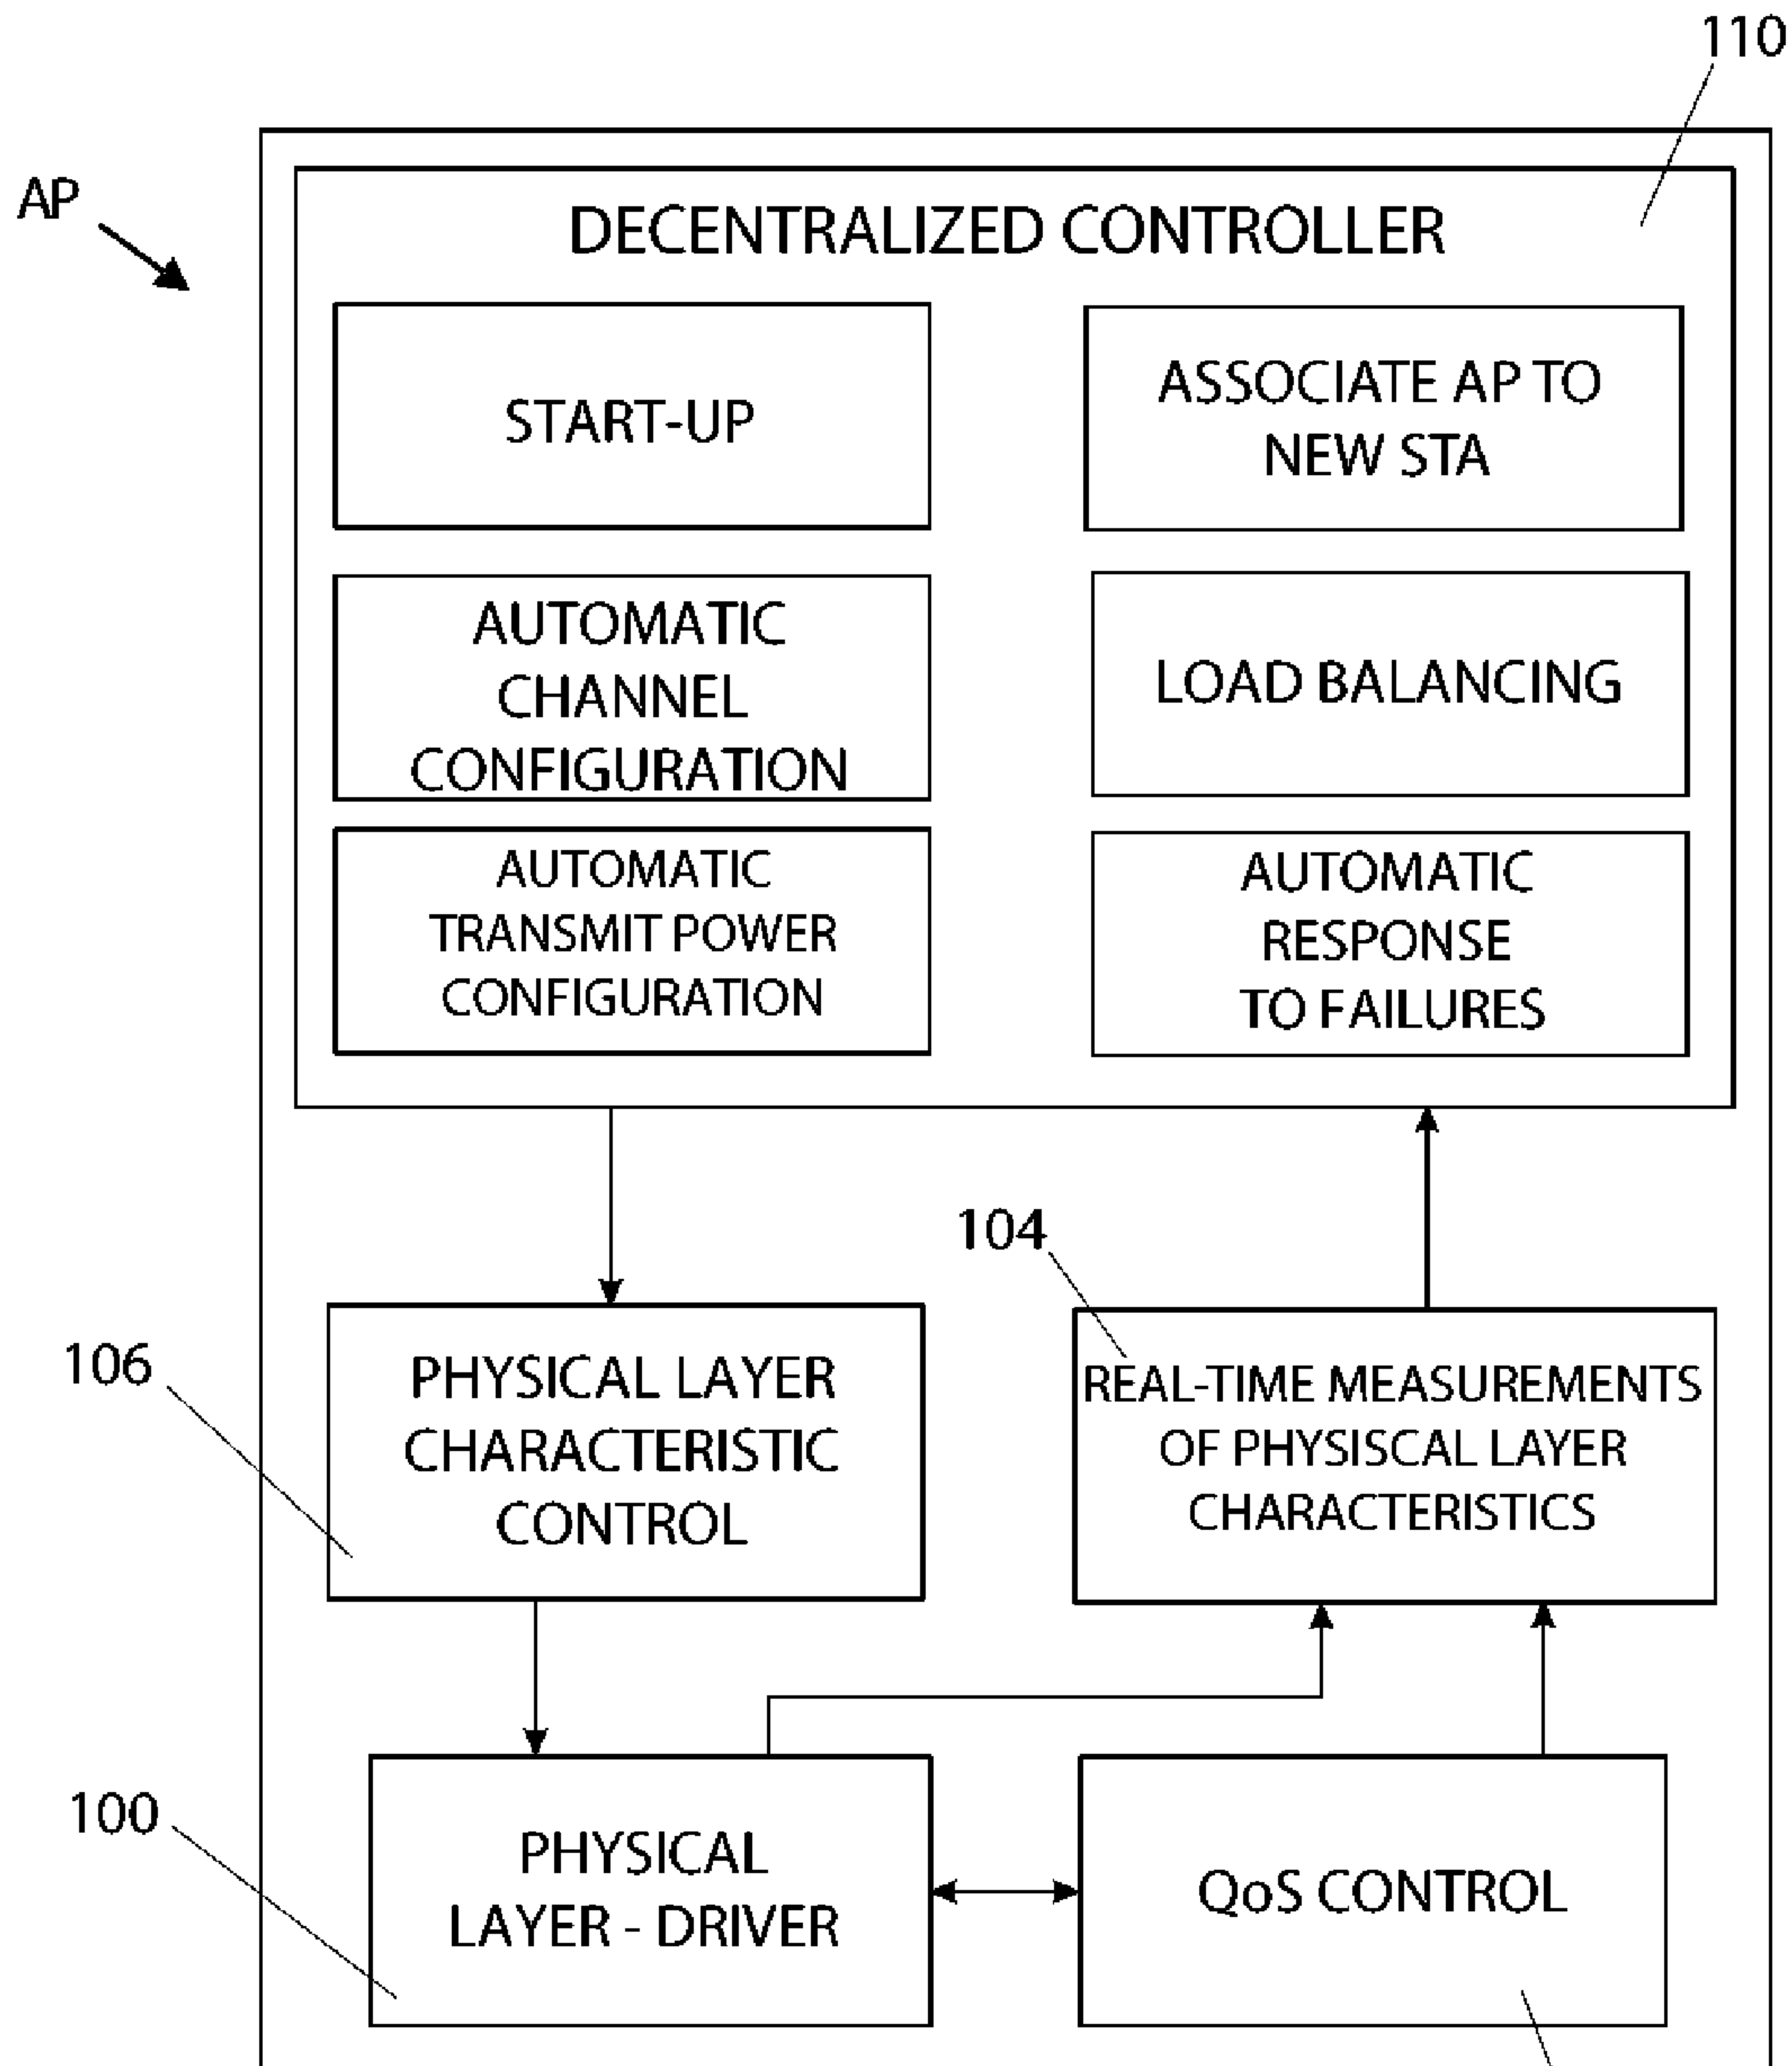 110
AP
DECENTRALIZED CONTROLLER
START-UP
ASSOCIATE AP TO
NEW STA
AUTOMATIC
CHANNEL
CONFIGURATION
LOAD BALANCING
AUTOMATIC
TRANSMIT POWER
CONFIGURATION
AUTOMATIC
RESPONSE
TO FAILURES
104
106
PHYSICAL LAYER
CHARACTERISTIC
CONTROL
REAL-TIME MEASUREMENTS
OF PHYSISCAL LAYER
CHARACTERISTICS
100
PHYSICAL
LAYER - DRIVER
QoS CONTROL